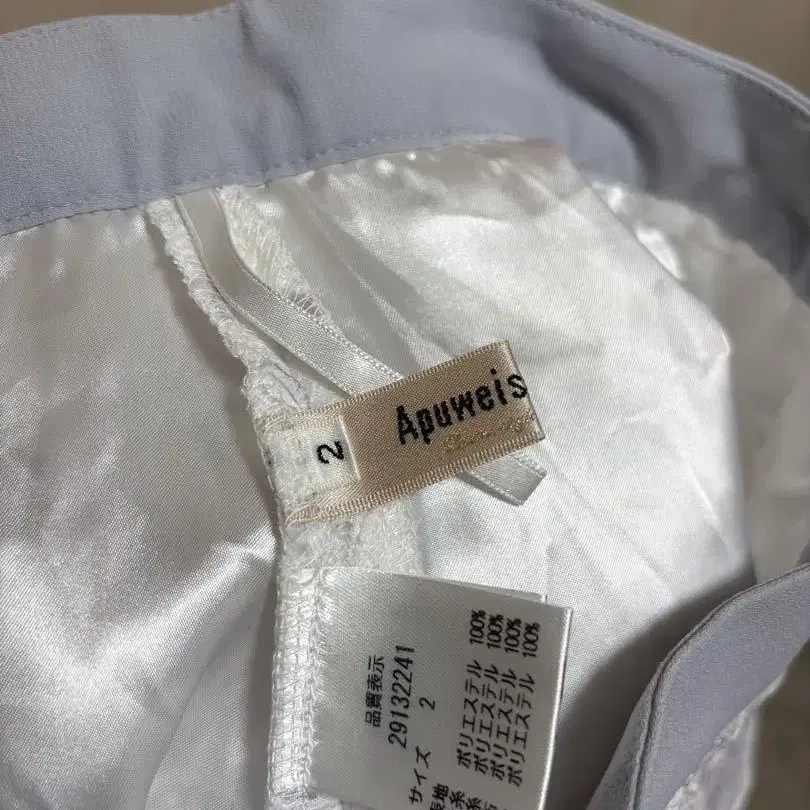 Apuweis
2
品質表示
29132241
サイズ 2
ポリエステル 100%
ポリエステル 100%
ポリエステル 100%
ポリエステル 100%